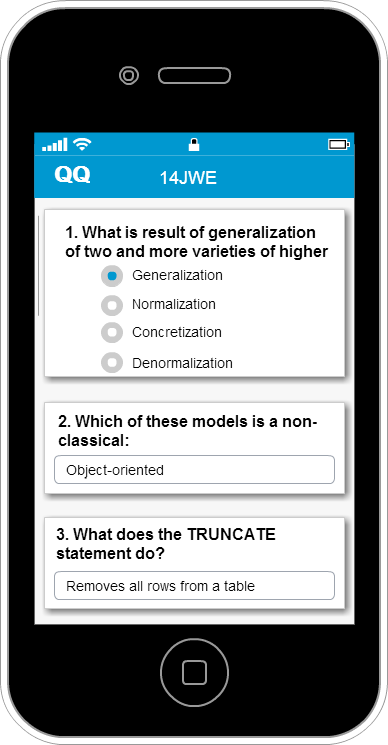 QQ
14JWE
1. What is result of generalization
of two and more varieties of higher
Generalization
Normalization
Concretization
Denormalization
2. Which of these models is a non-
classical:
Object-oriented
3. What does the TRUNCATE
statement do?
Removes all rows from a table